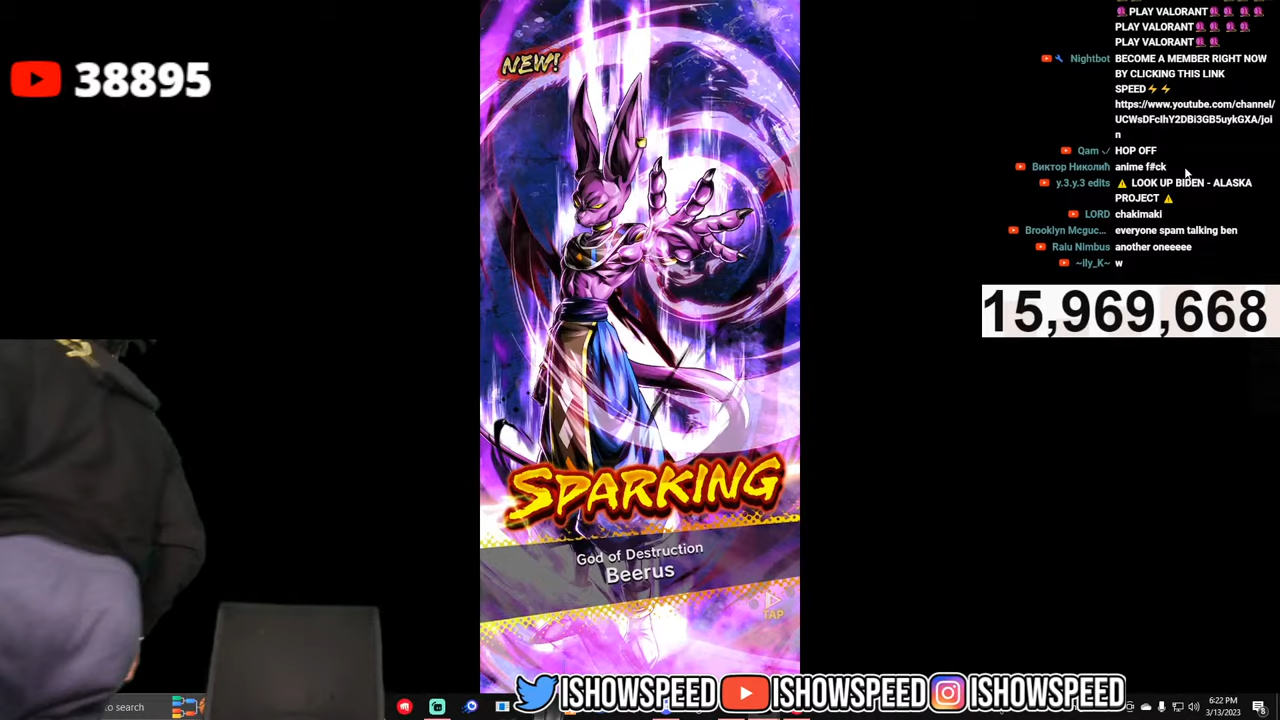 38895
NEW!
SPARKING
God of Destruction
Beerus
TAP
PLAY VALORANT
PLAY VALORANT
PLAY VALORANT
Nightbot BECOME A MEMBER RIGHT NOW
BY CLICKING THIS LINK
SPEED⚡⚡
https://www.youtube.com/channel/
UCWsDFcIhY2DBi3GB5uykGXA/joi
n
Qam ✓ HOP OFF
Виктор Николић anime f#ck
y.3.y.3 edits ⚠ LOOK UP BIDEN - ALASKA
PROJECT ⚠
LORD chakimaki
Brooklyn Mcguc... everyone spam talking ben
Raiu Nimbus another oneeeee
~ily_K~ w
15,969,668
ISHOWSPEED ISHOWSPEED ISHOWSPEED
to search
6:22 PM
3/13/2023